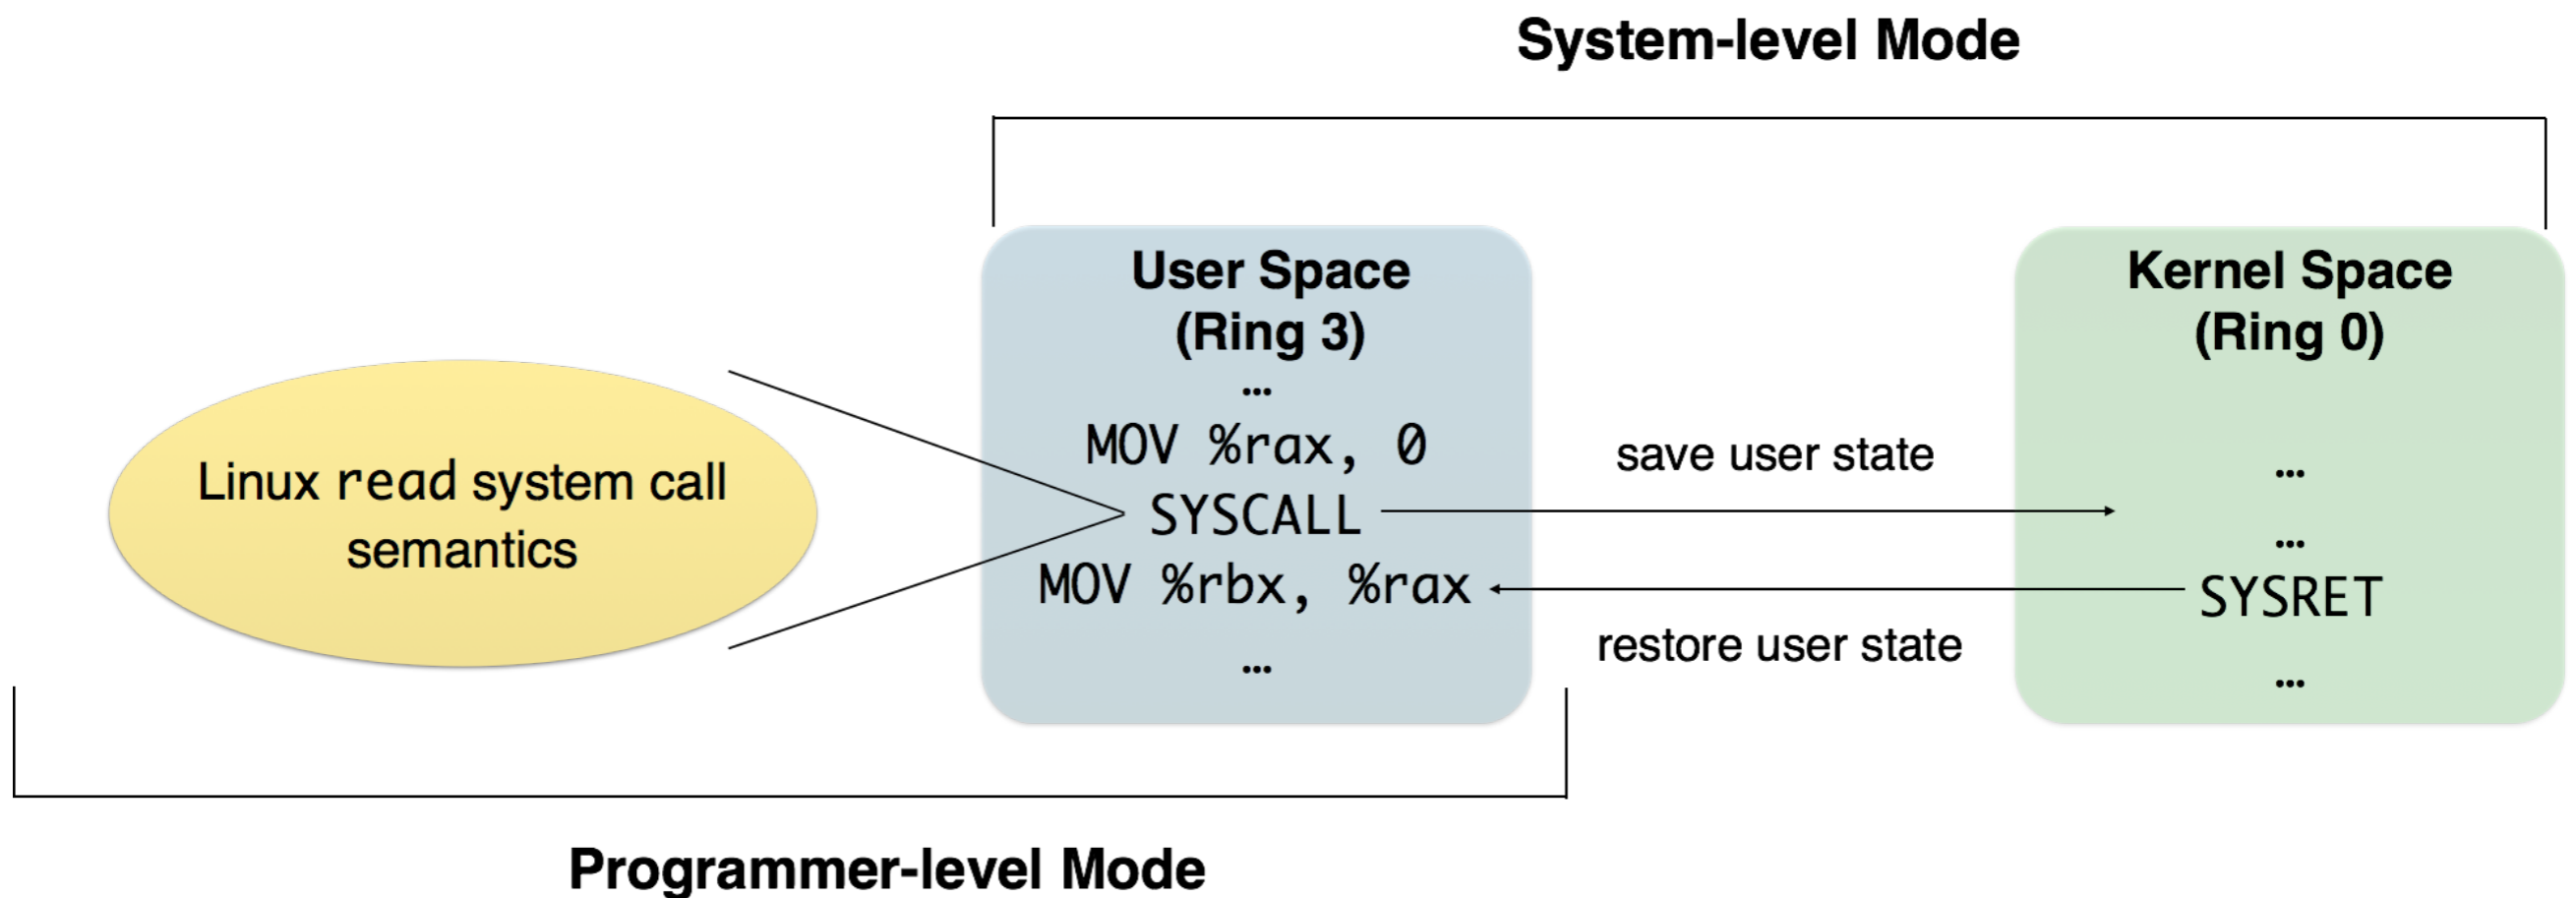 System-level Mode
User Space
(Ring 3)
...
MOV %rax, 0
SYSCALL
MOV %rbx, %rax
...
Kernel Space
(Ring 0)
...
...
SYSRET
...
save user state
restore user state
Linux read system call
semantics
Programmer-level Mode